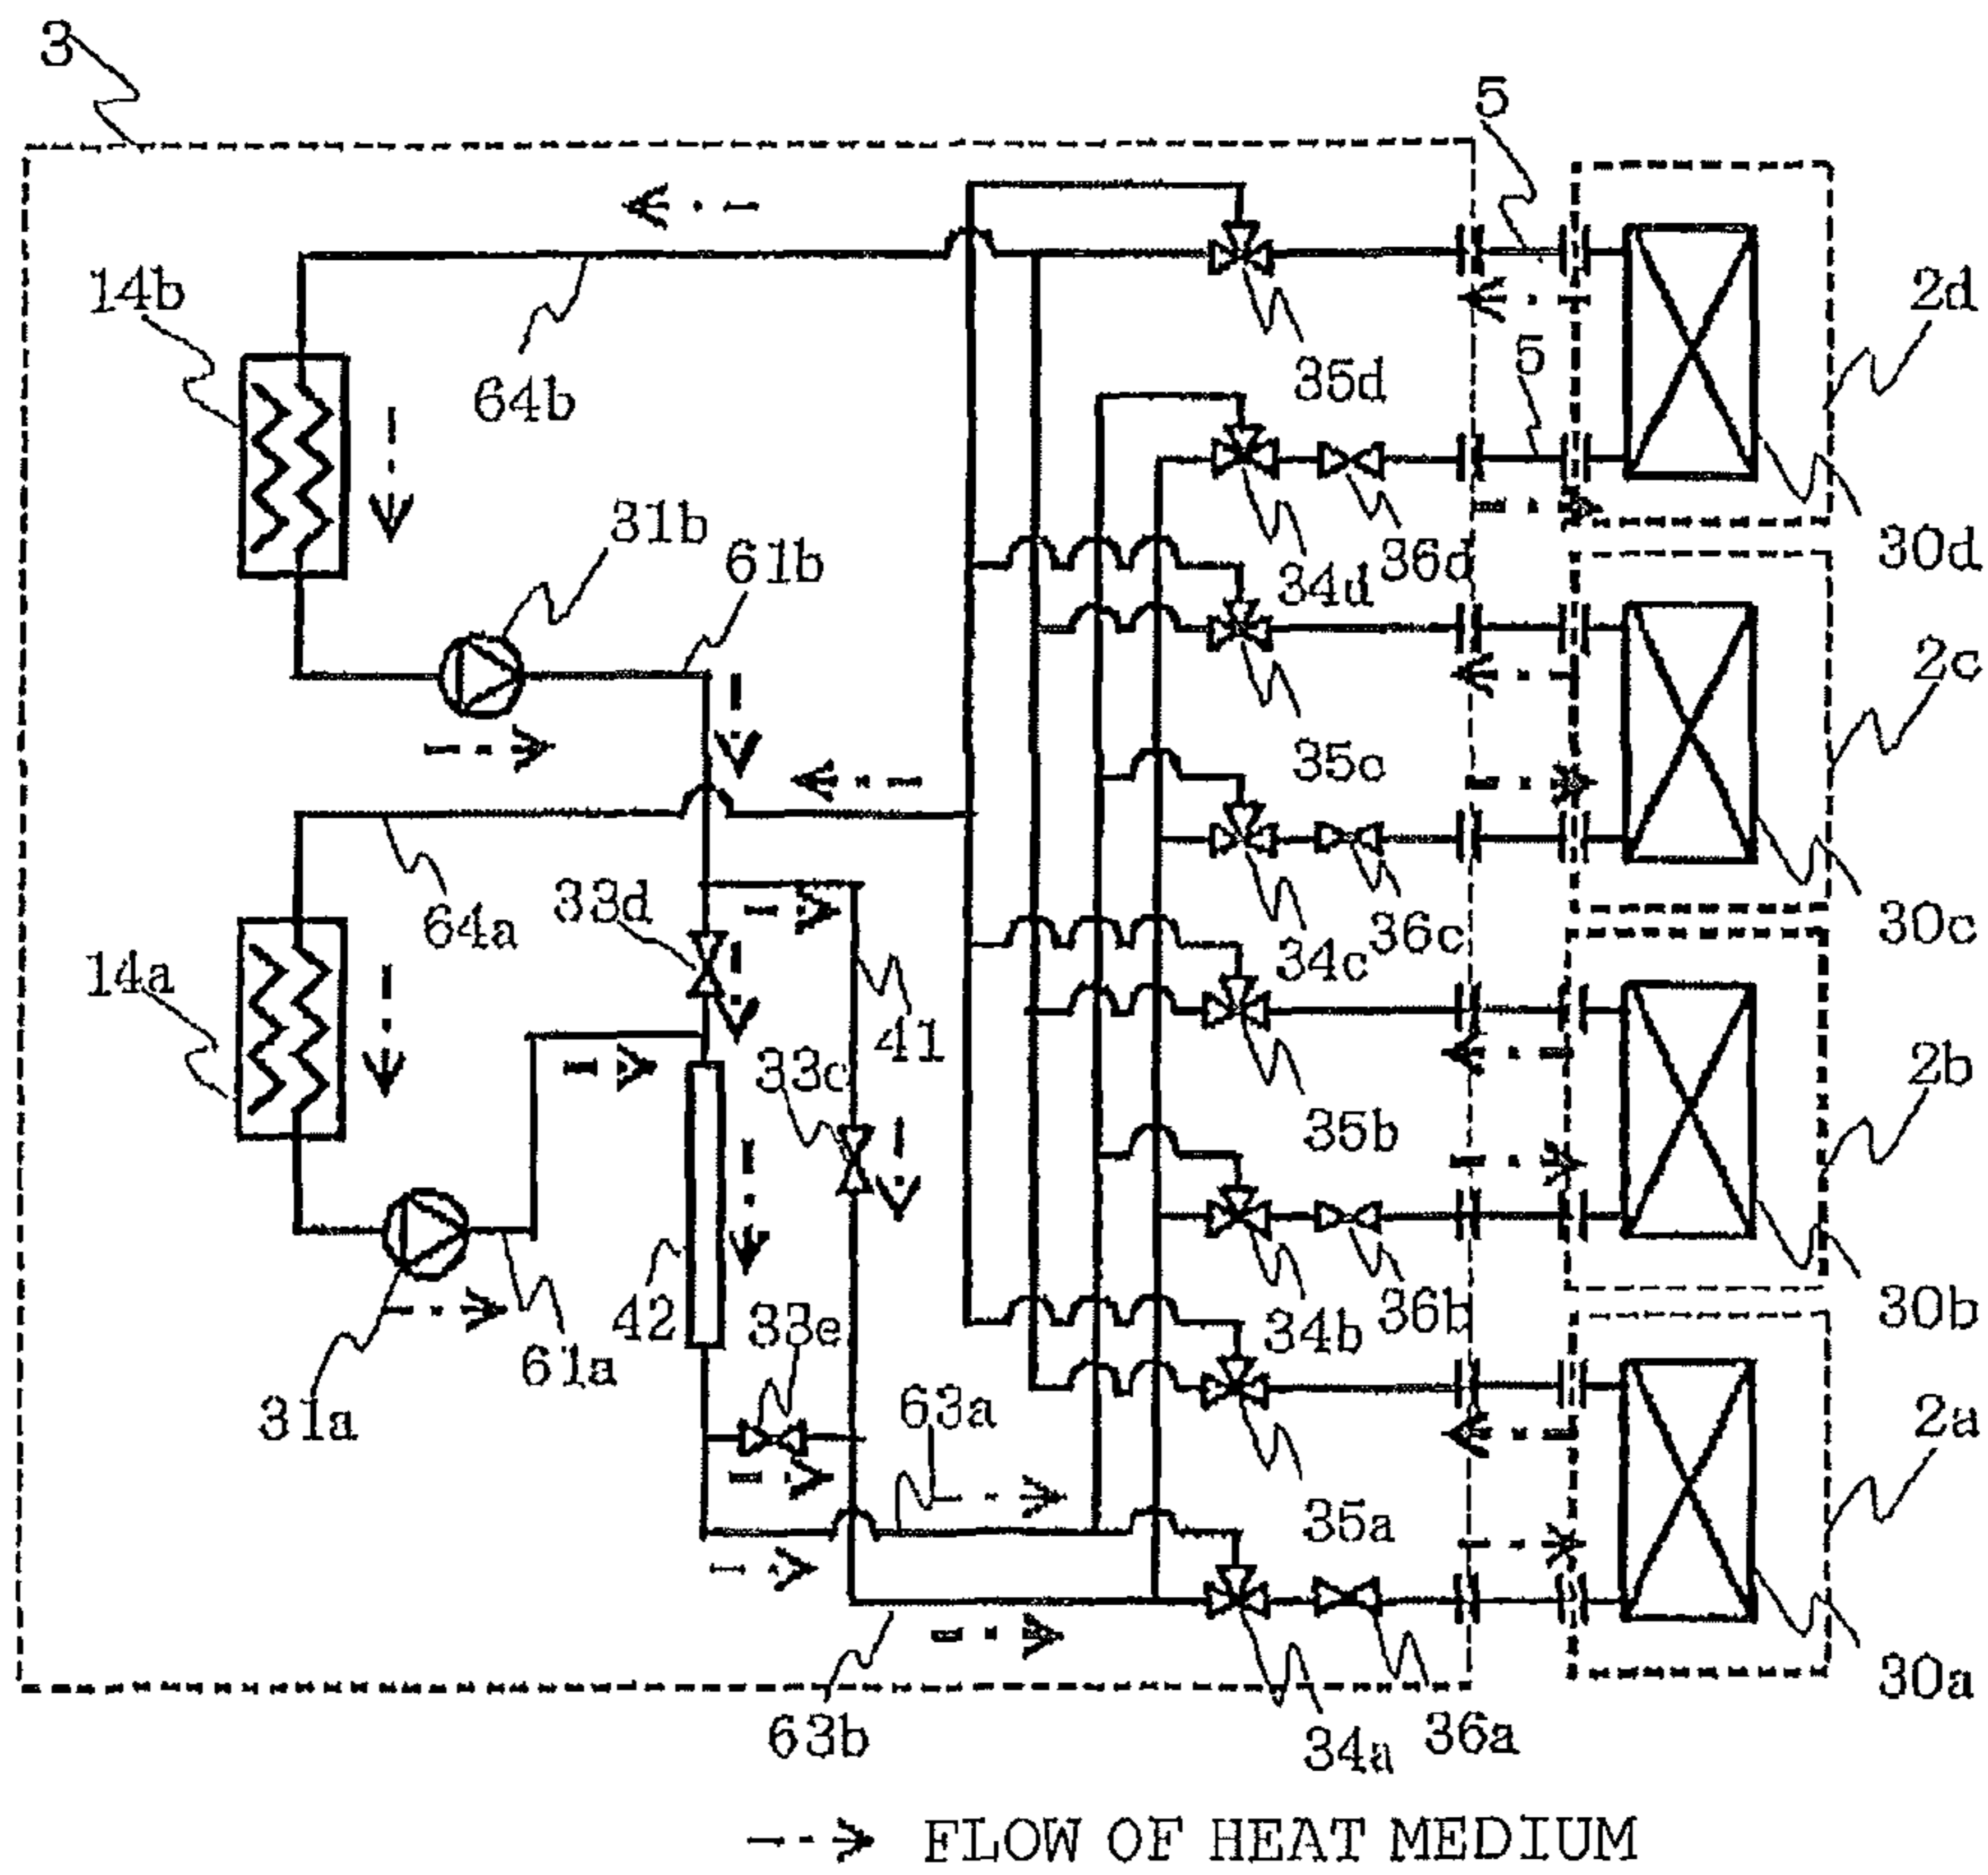 3
5
14b
64b
35d
2d
5
31b
61b
34d
36d
30d
2c
35c
33d
64a
34c
36c
30c
14a
41
33c
2b
35b
42
33e
34b
36b
30b
31a
61a
63a
2a
35a
30a
63b
34a
36a
FLOW OF HEAT MEDIUM